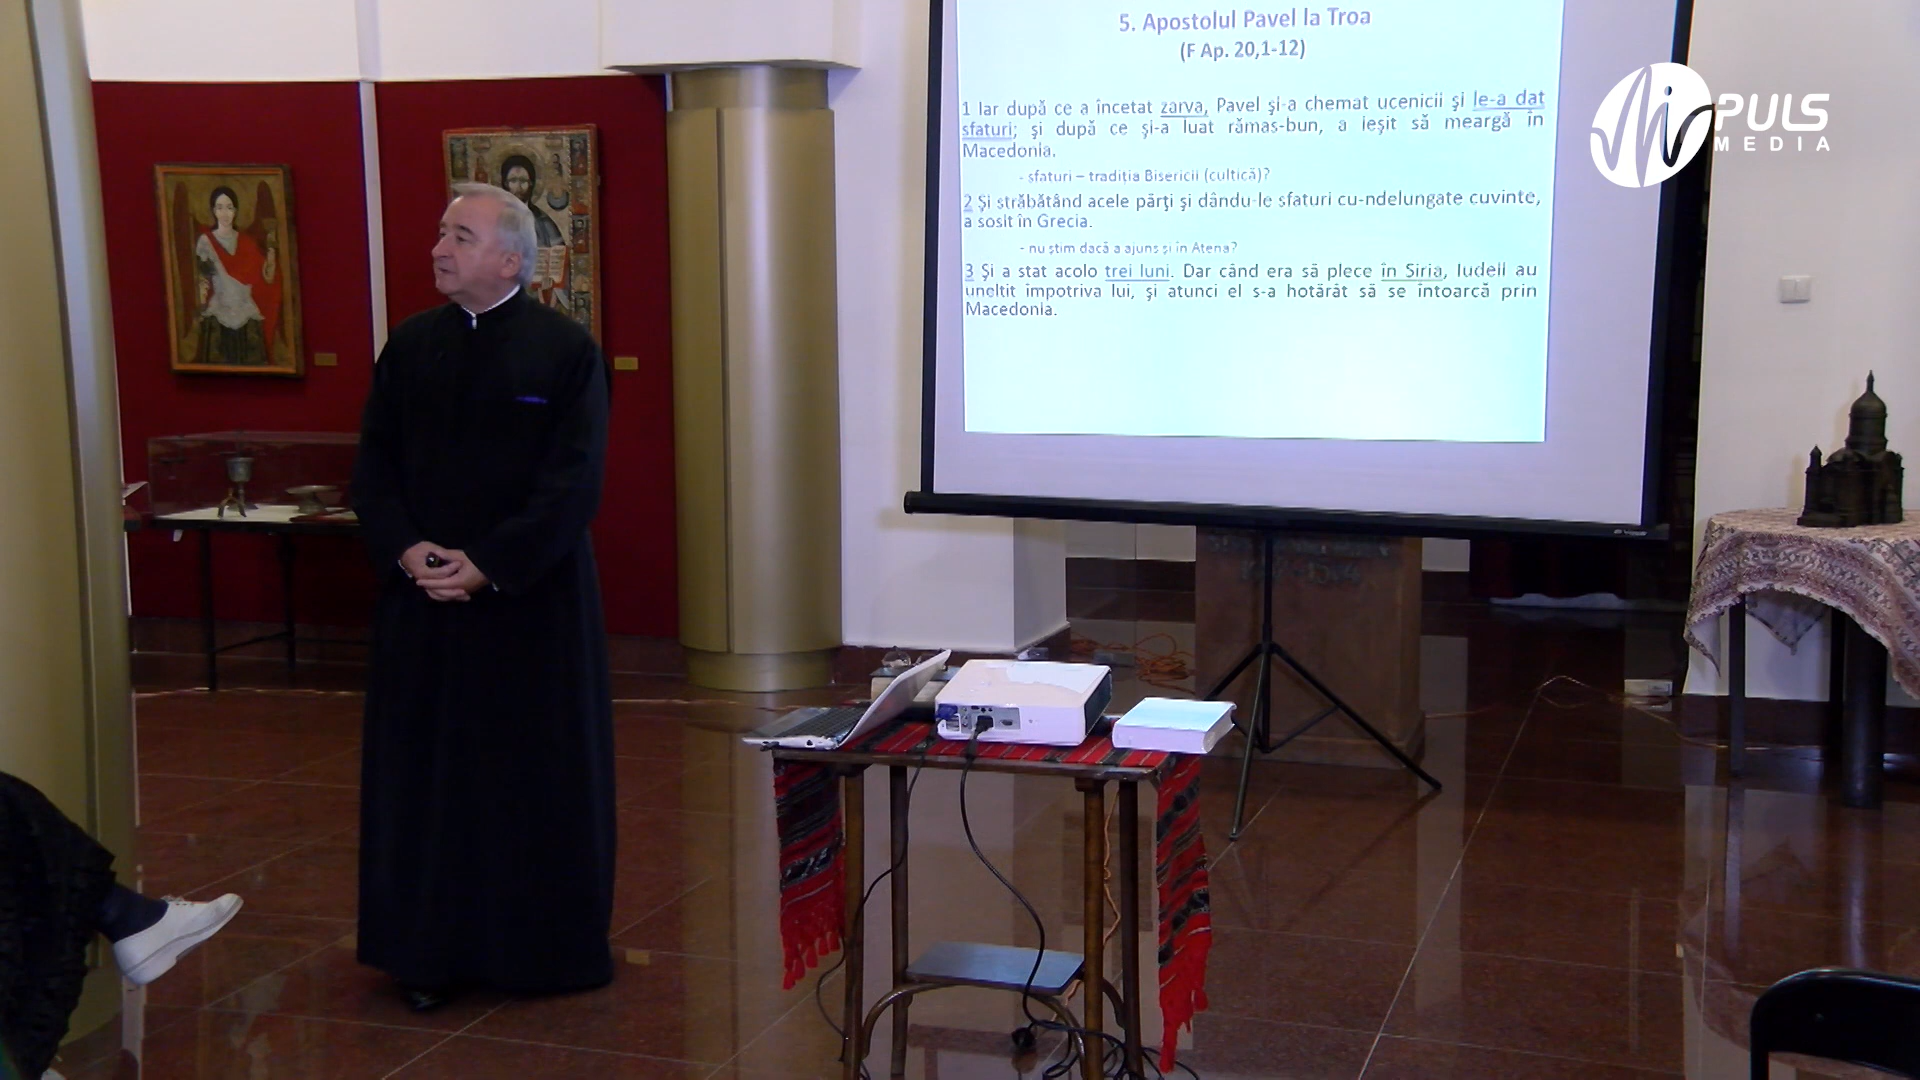 5. Apostolul Pavel la Troa
(F Ap. 20,1-12)
1 Iar după ce a încetat zarva, Pavel şi-a chemat ucenicii şi le-a dat
sfaturi; şi după ce şi-a luat rămas-bun, a ieşit să meargă în
Macedonia.
- sfaturi – tradiția Bisericii (cultică)?
2 Şi străbătând acele părţi şi dându-le sfaturi cu-ndelungate cuvinte,
a sosit în Grecia.
- nu ştim dacă a ajuns şi în Atena?
3 Şi a stat acolo trei luni. Dar când era să plece în Siria, Iudeii au
uneltit împotriva lui, şi atunci el s-a hotărât să se întoarcă prin
Macedonia.
PULS
MEDIA